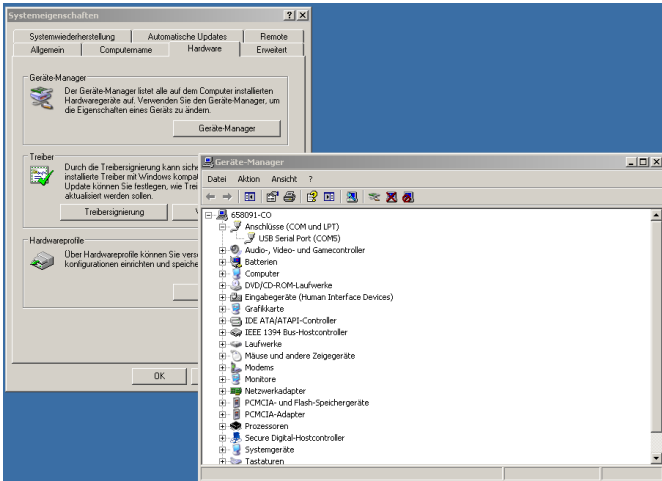 Systemeigenschaften
Systemwiederherstellung Automatische Updates Remote
Allgemein Computername Hardware Erweitert
Geräte-Manager
Der Geräte-Manager listet alle auf dem Computer installierten
Hardwaregeräte auf. Verwenden Sie den Geräte-Manager, um
die Eigenschaften eines Geräts zu ändern.
Geräte-Manager
Treiber
Durch die Treibersignierung kann
installierte Treiber mit Windows
Update können Sie festlegen, wie
aktualisiert werden sollen.
Treibersignierung
Hardwareprofile
Über Hardwareprofile können Sie
konfigurationen einrichten und
OK
Geräte-Manager
Datei Aktion Ansicht ?
658091-CO
Anschlüsse (COM und LPT)
USB Serial Port (COM5)
Audio-, Video- und Gamecontroller
Batterien
Computer
DVD/CD-ROM-Laufwerke
Eingabegeräte (Human Interface Devices)
Grafikkarte
IDE ATA/ATAPI-Controller
IEEE 1394 Bus-Hostcontroller
Laufwerke
Mäuse und andere Zeigegeräte
Modems
Monitore
Netzwerkadapter
PCMCIA- und Flash-Speichergeräte
PCMCIA-Adapter
Prozessoren
Secure Digital-Hostcontroller
Systemgeräte
Tastaturen